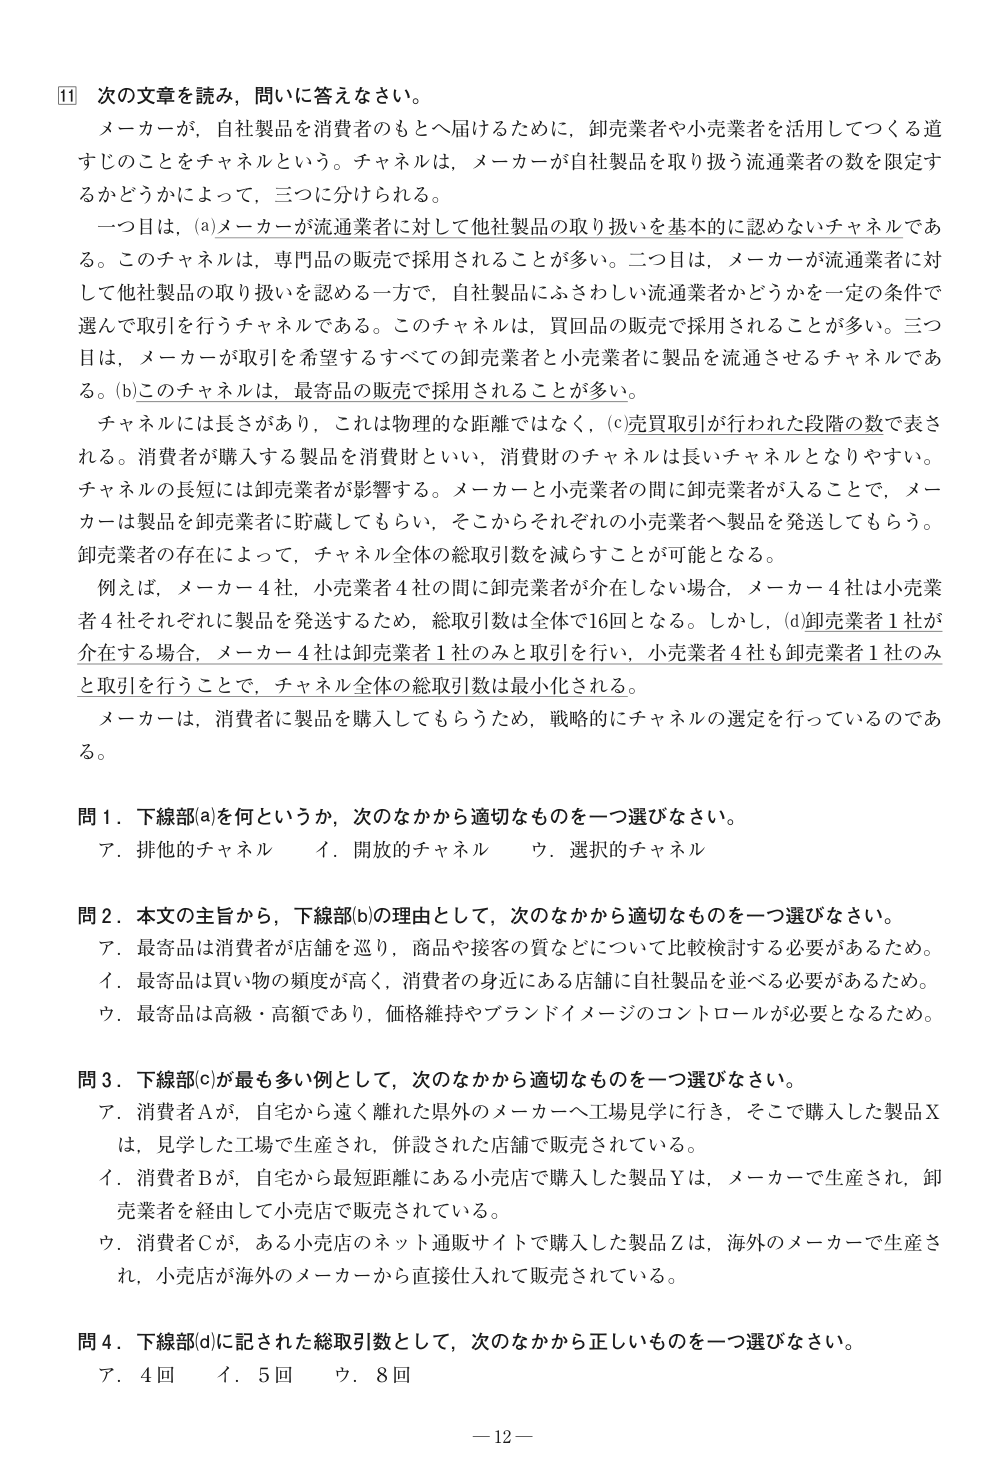 11　次の文章を読み，問いに答えなさい。
メーカーが，自社製品を消費者のもとへ届けるために，卸売業者や小売業者を活用してつくる道
すじのことをチャネルという。チャネルは，メーカーが自社製品を取り扱う流通業者の数を限定す
るかどうかによって，三つに分けられる。
一つ目は，(a)メーカーが流通業者に対して他社製品の取り扱いを基本的に認めないチャネルであ
る。このチャネルは，専門品の販売で採用されることが多い。二つ目は，メーカーが流通業者に対
して他社製品の取り扱いを認める一方で，自社製品にふさわしい流通業者かどうかを一定の条件で
選んで取引を行うチャネルである。このチャネルは，買回品の販売で採用されることが多い。三つ
目は，メーカーが取引を希望するすべての卸売業者と小売業者に製品を流通させるチャネルであ
る。(b)このチャネルは，最寄品の販売で採用されることが多い。
チャネルには長さがあり，これは物理的な距離ではなく，(c)売買取引が行われた段階の数で表さ
れる。消費者が購入する製品を消費財といい，消費財のチャネルは長いチャネルとなりやすい。
チャネルの長短には卸売業者が影響する。メーカーと小売業者の間に卸売業者が入ることで，メー
カーは製品を卸売業者に貯蔵してもらい，そこからそれぞれの小売業者へ製品を発送してもらう。
卸売業者の存在によって，チャネル全体の総取引数を減らすことが可能となる。
例えば，メーカー４社，小売業者４社の間に卸売業者が介在しない場合，メーカー４社は小売業
者４社それぞれに製品を発送するため，総取引数は全体で16回となる。しかし，(d)卸売業者１社が
介在する場合，メーカー４社は卸売業者１社のみと取引を行い，小売業者４社も卸売業者１社のみ
と取引を行うことで，チャネル全体の総取引数は最小化される。
メーカーは，消費者に製品を購入してもらうため，戦略的にチャネルの選定を行っているのであ
る。
問１．下線部(a)を何というか，次のなかから適切なものを一つ選びなさい。
ア．排他的チャネル　　イ．開放的チャネル　　ウ．選択的チャネル
問２．本文の主旨から，下線部(b)の理由として，次のなかから適切なものを一つ選びなさい。
ア．最寄品は消費者が店舗を巡り，商品や接客の質などについて比較検討する必要があるため。
イ．最寄品は買い物の頻度が高く，消費者の身近にある店舗に自社製品を並べる必要があるため。
ウ．最寄品は高級・高額であり，価格維持やブランドイメージのコントロールが必要となるため。
問３．下線部(c)が最も多い例として，次のなかから適切なものを一つ選びなさい。
ア．消費者Ａが，自宅から遠く離れた県外のメーカーへ工場見学に行き，そこで購入した製品Ｘ
は，見学した工場で生産され，併設された店舗で販売されている。
イ．消費者Ｂが，自宅から最短距離にある小売店で購入した製品Ｙは，メーカーで生産され，卸
売業者を経由して小売店で販売されている。
ウ．消費者Ｃが，ある小売店のネット通販サイトで購入した製品Ｚは，海外のメーカーで生産さ
れ，小売店が海外のメーカーから直接仕入れて販売されている。
問４．下線部(d)に記された総取引数として，次のなかから正しいものを一つ選びなさい。
ア．４回　　イ．５回　　ウ．８回
― 12 ―